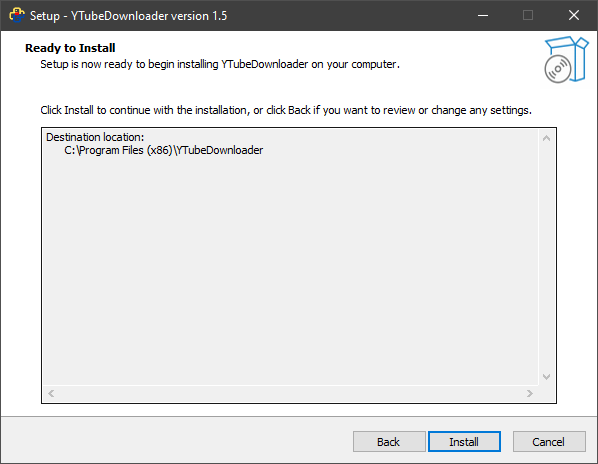 Setup - YTubeDownloader version 1.5
Ready to Install
Setup is now ready to begin installing YTubeDownloader on your computer.
Click Install to continue with the installation, or click Back if you want to review or change any settings.
Destination location:
C:\Program Files (x86)\YTubeDownloader
Back
Install
Cancel